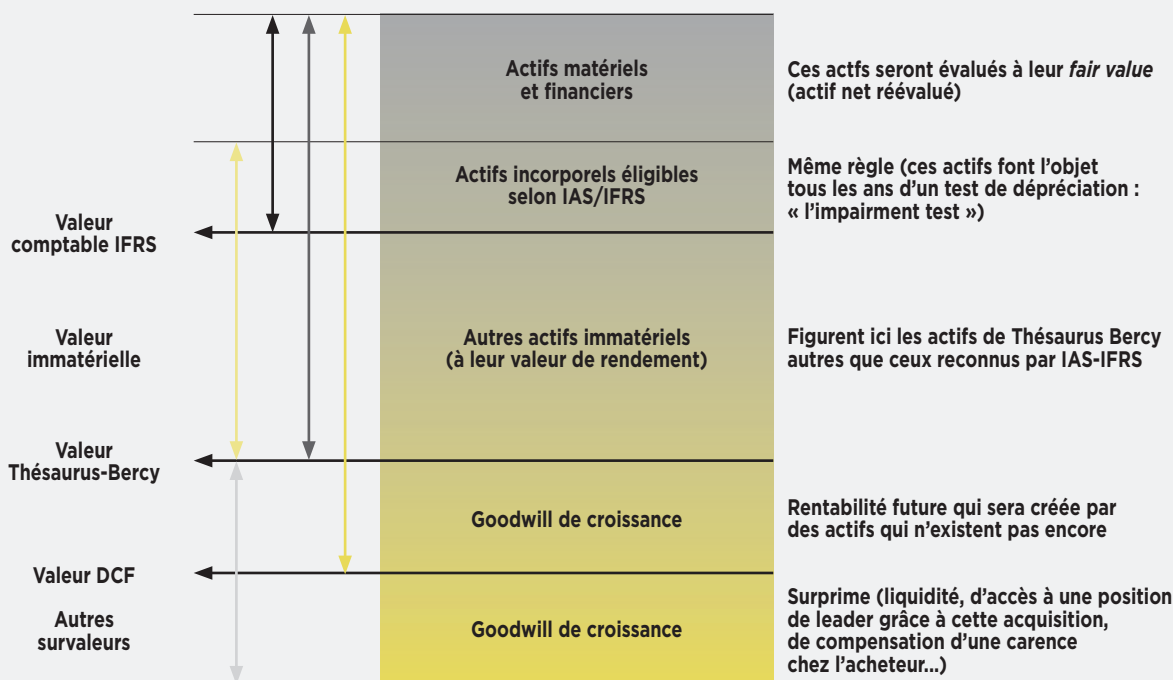 Actifs matériels
et financiers
Ces actfs seront évalués à leur fair value
(actif net réévalué)
Actifs incorporels éligibles
selon IAS/IFRS
Même règle (ces actifs font l’objet
tous les ans d’un test de dépréciation :
« l’impairment test »)
Valeur
comptable IFRS
Valeur
immatérielle
Autres actifs immatériels
(à leur valeur de rendement)
Figurent ici les actifs de Thésaurus Bercy
autres que ceux reconnus par IAS-IFRS
Valeur
Thésaurus-Bercy
Goodwill de croissance
Rentabilité future qui sera créée par
des actifs qui n’existent pas encore
Valeur DCF
Autres
survaleurs
Goodwill de croissance
Surprime (liquidité, d’accès à une position
de leader grâce à cette acquisition,
de compensation d’une carence
chez l’acheteur...)